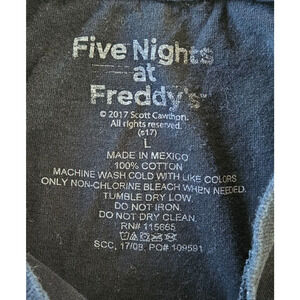 Five Nights
at
Freddy's™
© 2017 Scott Cawthon.
All rights reserved.
(s17)
L
MADE IN MEXICO
100% COTTON
MACHINE WASH COLD WITH LIKE COLORS
ONLY NON-CHLORINE BLEACH WHEN NEEDED.
TUMBLE DRY LOW.
DO NOT IRON.
DO NOT DRY CLEAN.
RN# 115665
SCC, 17/08, PO# 109581